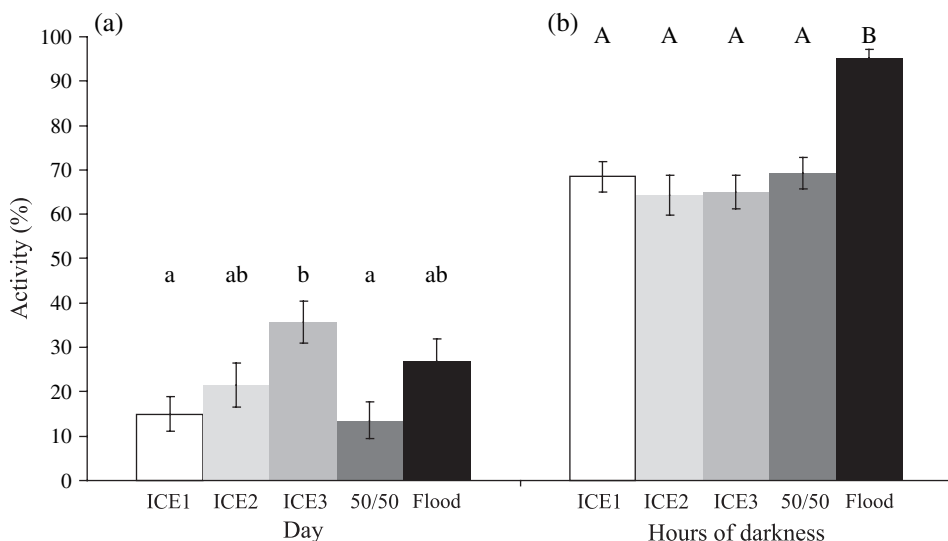 (a) (b)
100
90
80
70
60
50
40
30
20
10
0
Activity (%)
a ab b a ab
A A A A B
ICE1 ICE2 ICE3 50/50 Flood
Day
ICE1 ICE2 ICE3 50/50 Flood
Hours of darkness